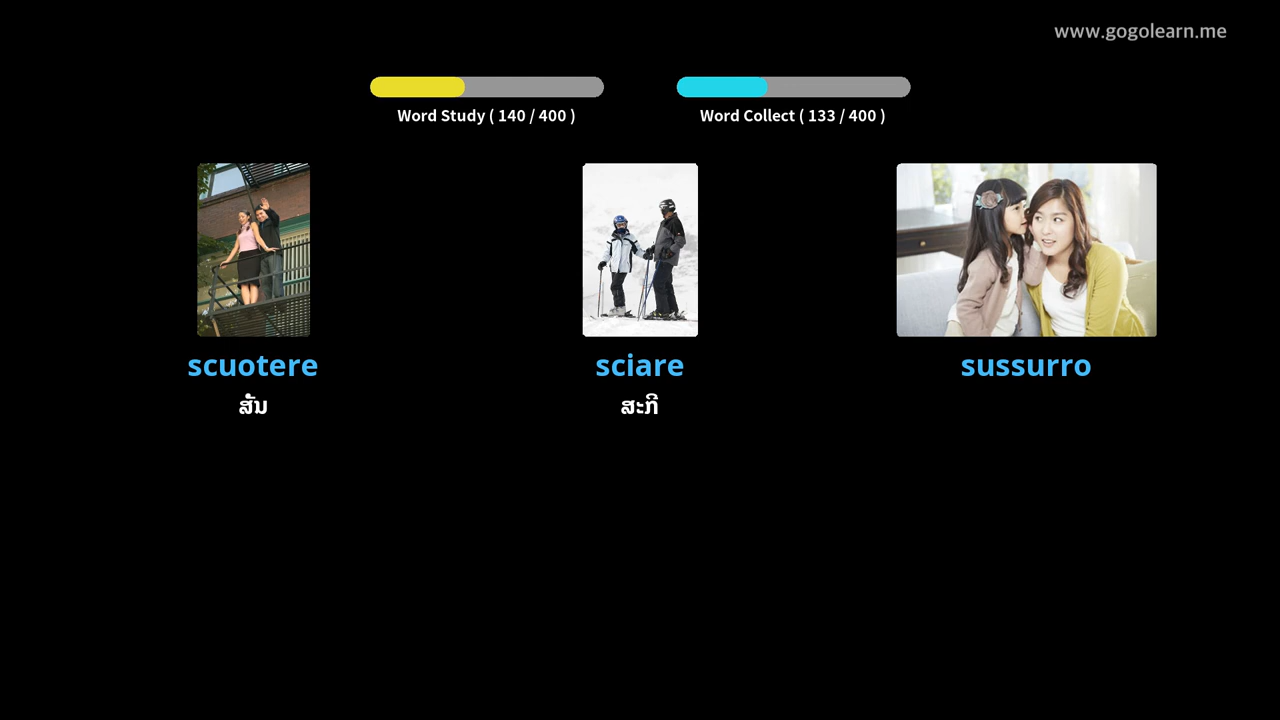 www.gogolearn.me
Word Study ( 140 / 400 )
Word Collect ( 133 / 400 )
scuotere
ສັ່ນ
sciare
ສະກີ
sussurro